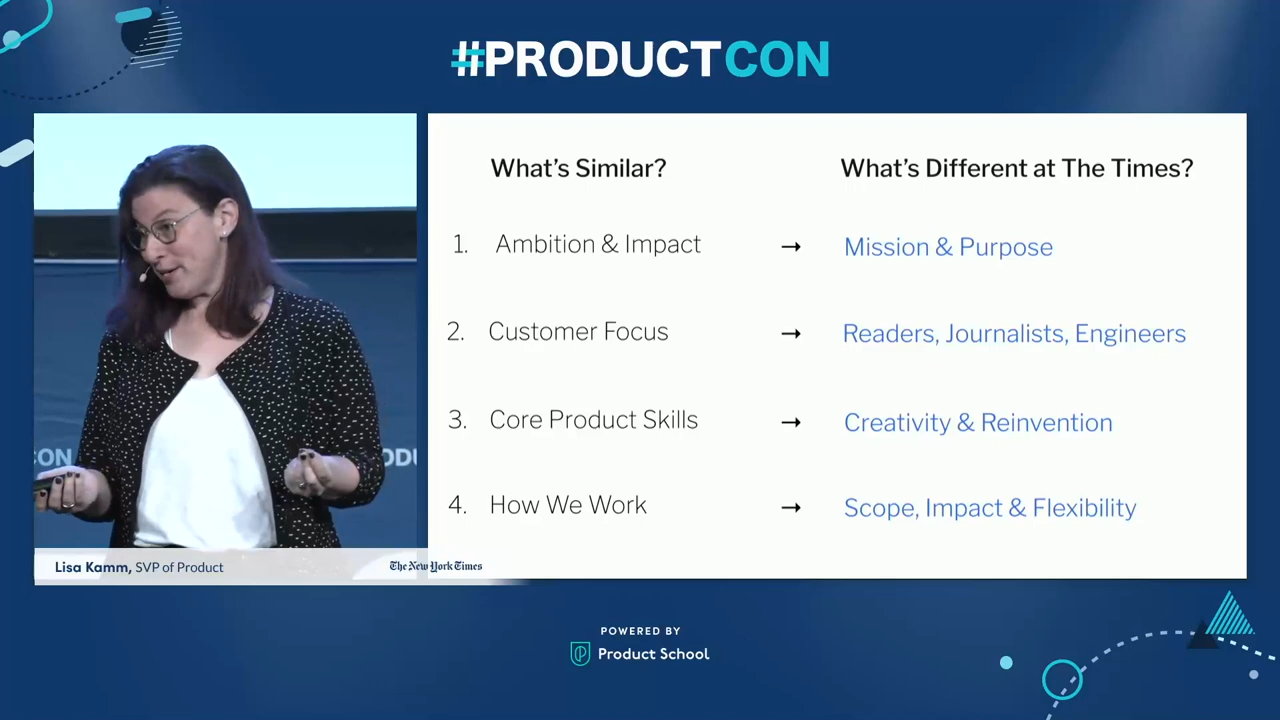 #PRODUCTCON
What's Similar?
What's Different at The Times?
1. Ambition & Impact → Mission & Purpose
2. Customer Focus → Readers, Journalists, Engineers
3. Core Product Skills → Creativity & Reinvention
4. How We Work → Scope, Impact & Flexibility
CON
ODU
Lisa Kamm, SVP of Product
The New York Times
POWERED BY
Product School